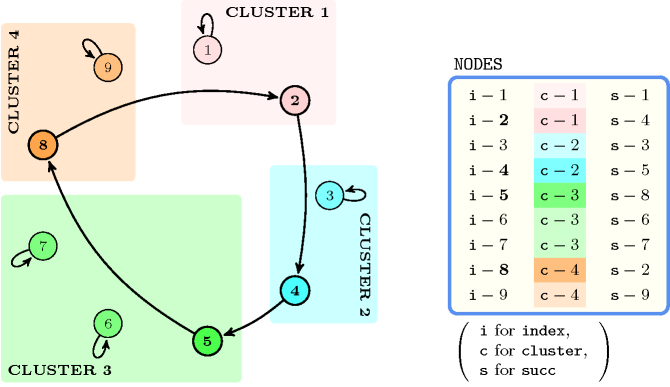 CLUSTER 1
CLUSTER 4
9
1
2
8
3
CLUSTER 2
7
4
6
5
CLUSTER 3
NODES
i – 1 c – 1 s – 1
i – 2 c – 1 s – 4
i – 3 c – 2 s – 3
i – 4 c – 2 s – 5
i – 5 c – 3 s – 8
i – 6 c – 3 s – 6
i – 7 c – 3 s – 7
i – 8 c – 4 s – 2
i – 9 c – 4 s – 9
( i for index,
c for cluster,
s for succ )